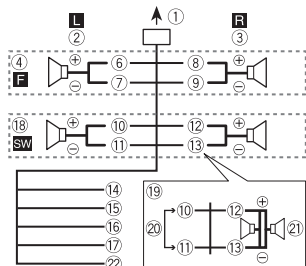 L ① R
② ③
④ ⊕ ⑥ ⑧ ⊕
F ⊖ ⑦ ⑨ ⊖
⑱ ⊕ ⑩ ⑫ ⊕
SW ⊖ ⑪ ⑬ ⊖
⑭ ⑲ ⊕
⑮ ⑩ ⑫
⑯ ⑳ ㉑
⑰ ⑪ ⑬
㉒ ⊖